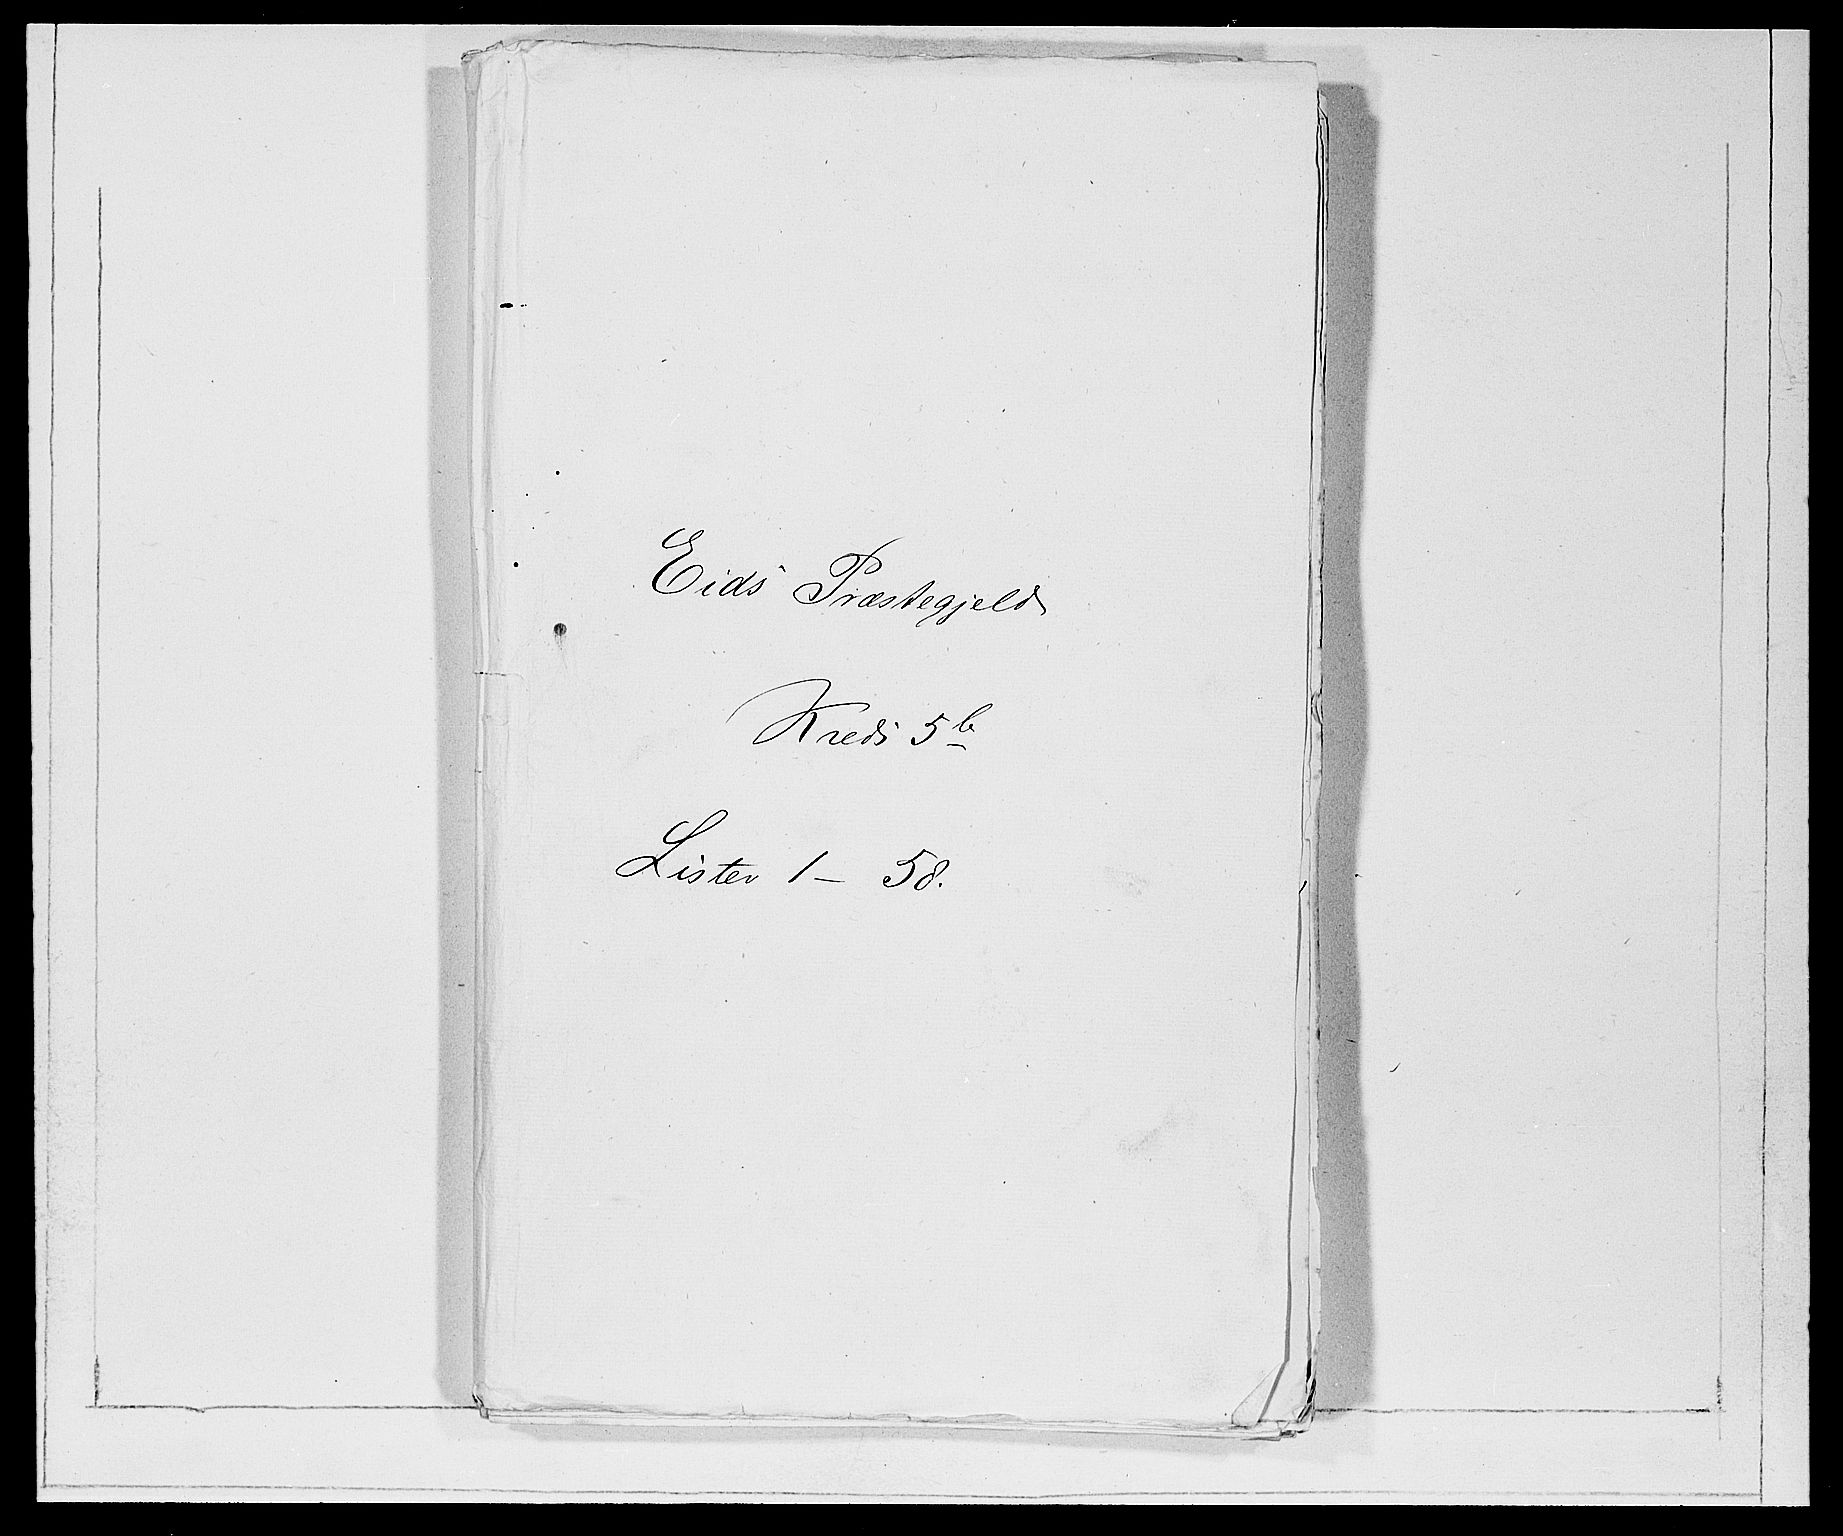 Eids Præstegjeld
Kreds 5b
Lister 1 – 58.